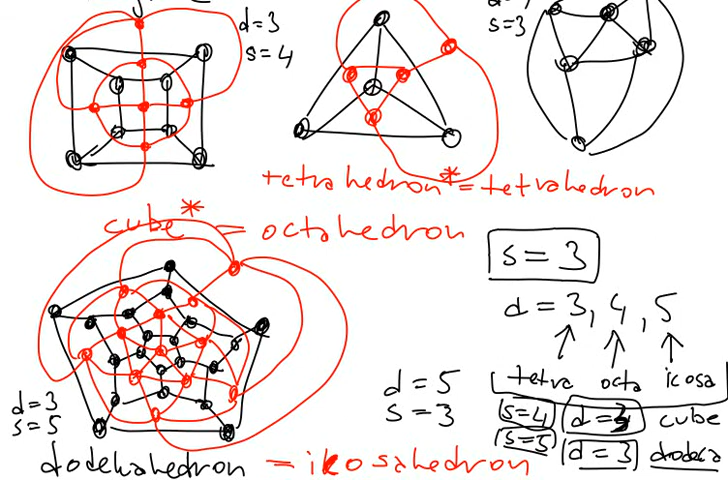 d=3
s=4
s=3
tetrahedron*=tetrahedron
cube* = octahedron
s=3
d=3,4,5
tetra octa icosa
d=5
s=3
s=4 d=3 cube
s=5 d=3 drodeca
d=3
s=5
dodekahedron = ikosahedron